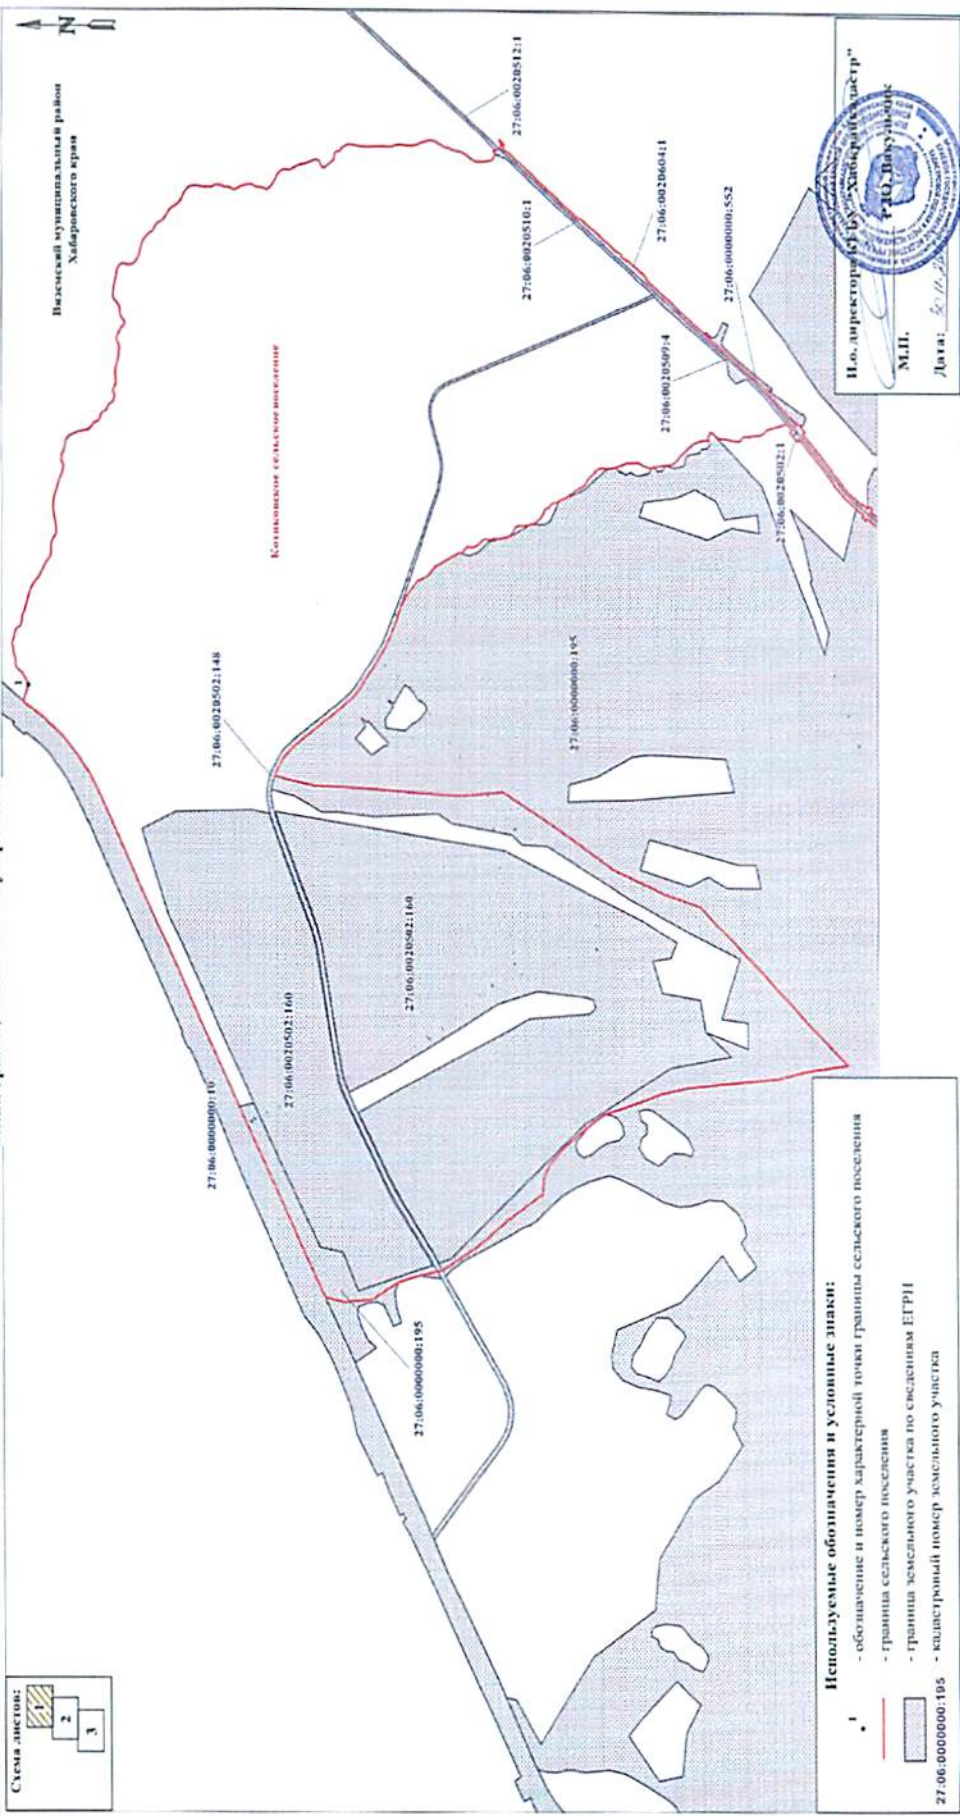 Схема листов:
1
2
3
N
Вяземский муниципальный район
Хабаровского края
1
Котиковское сельское поселение
27:06:0020512:1
27:06:0020510:1
27:06:0020604:1
27:06:0000000:552
27:06:0020509:4
27:06:0020502:1
27:06:0020502:148
27:06:0000000:195
27:06:0000000:10
27:06:0020502:160
27:06:0020502:160
27:06:0000000:195
Используемые обозначения и условные знаки:
1 - обозначение и номер характерной точки границы сельского поселения
- граница сельского поселения
- граница земельного участка по сведениям ЕГРН
27:06:0000000:195 - кадастровый номер земельного участка
И.о. директора
М.П.
Дата: